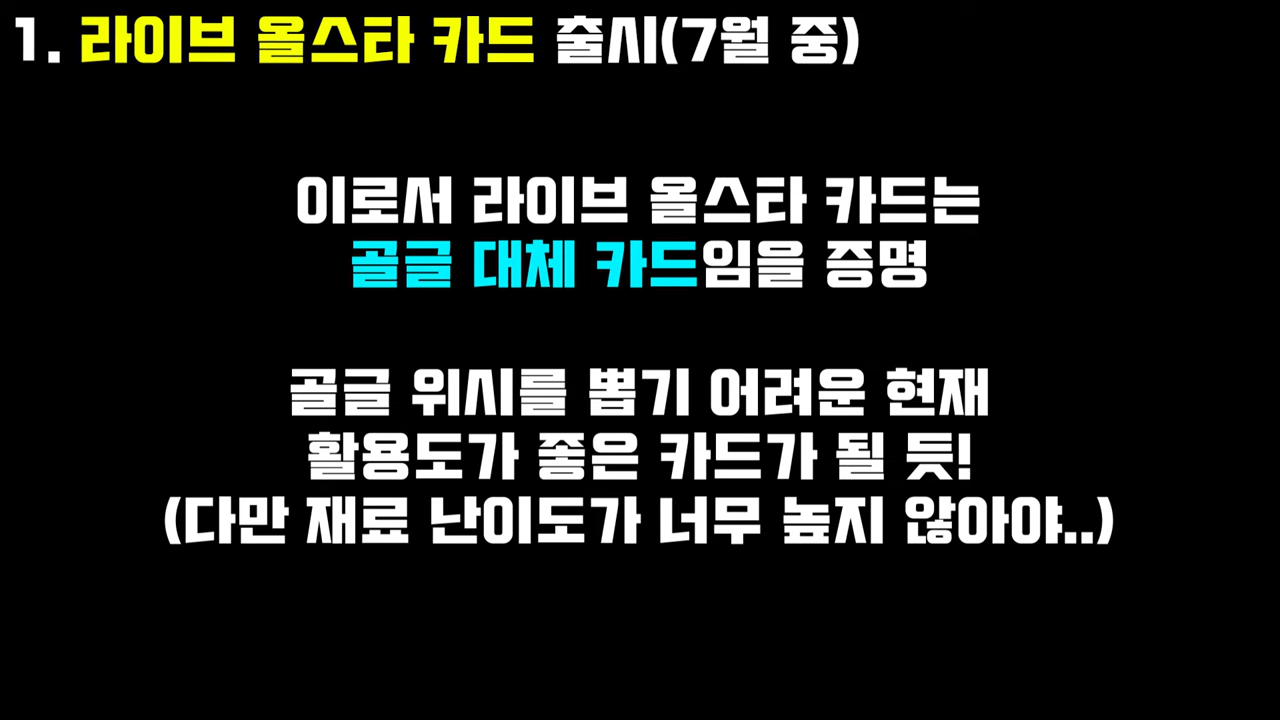 1. 라이브 올스타 카드 출시(7월 중)
이로서 라이브 올스타 카드는
골글 대체 카드임을 증명
골글 위시를 뽑기 어려운 현재
활용도가 좋은 카드가 될 듯!
(다만 재료 난이도가 너무 높지 않아야..)